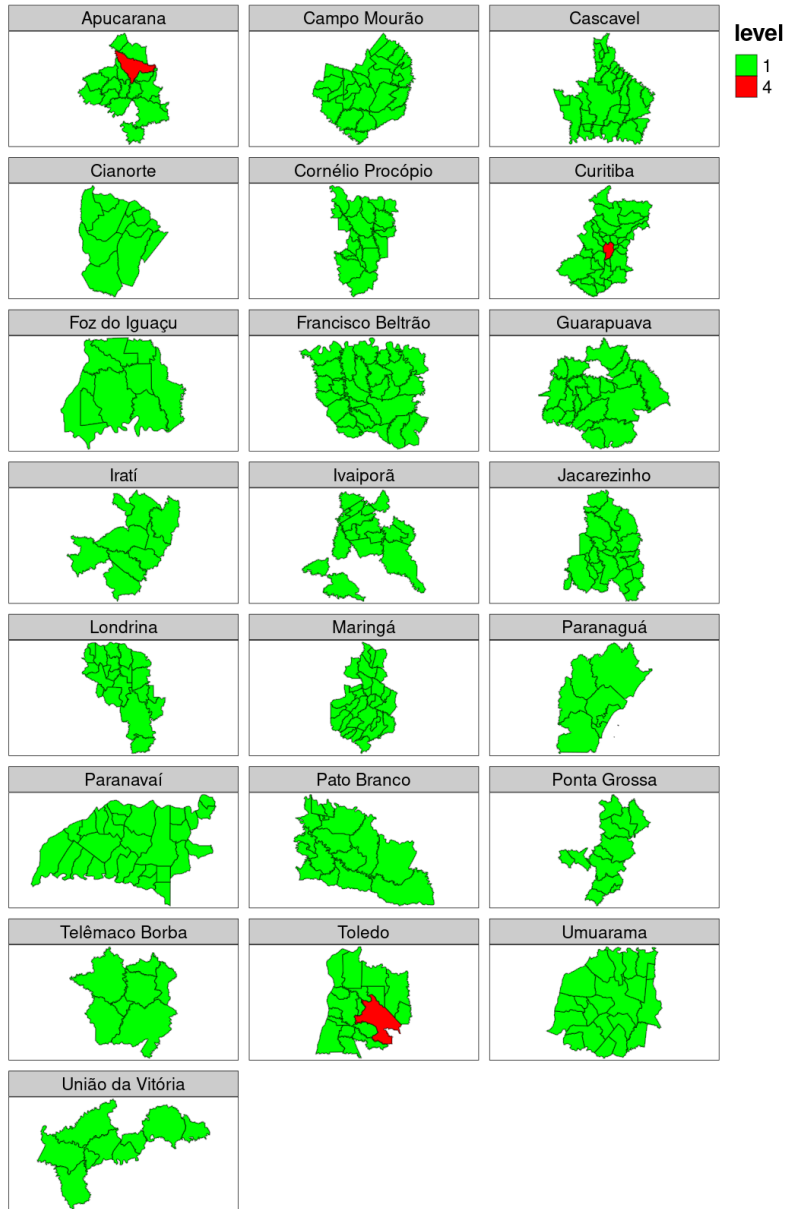 Apucarana
Campo Mourão
Cascavel
level
1
4
Cianorte
Cornélio Procópio
Curitiba
Foz do Iguaçu
Francisco Beltrão
Guarapuava
Iratí
Ivaiporã
Jacarezinho
Londrina
Maringá
Paranaguá
Paranavaí
Pato Branco
Ponta Grossa
Telêmaco Borba
Toledo
Umuarama
União da Vitória